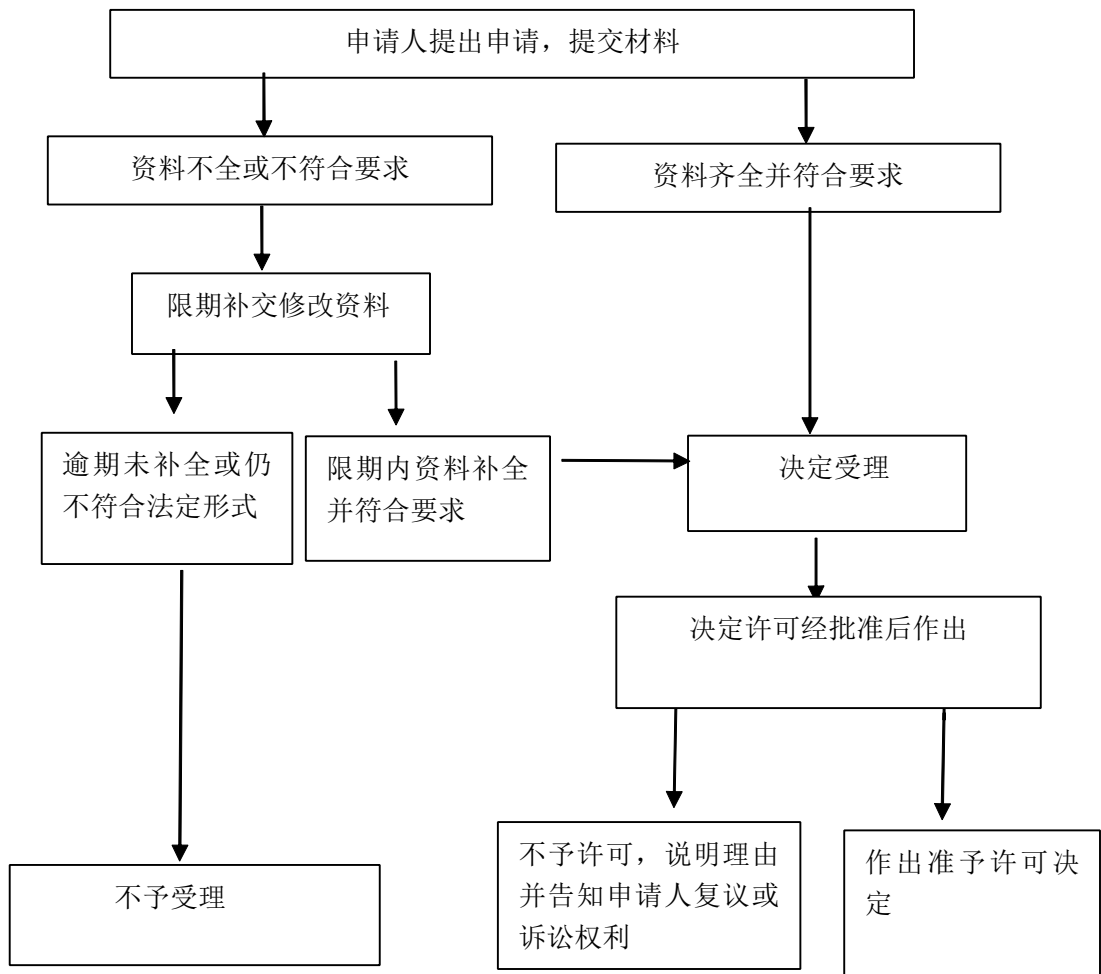 申请人提出申请，提交材料
资料不全或不符合要求
资料齐全并符合要求
限期补交修改资料
逾期未补全或仍
不符合法定形式
限期内资料补全
并符合要求
决定受理
决定许可经批准后作出
不予许可，说明理由
并告知申请人复议或
诉讼权利
作出准予许可决
定
不予受理